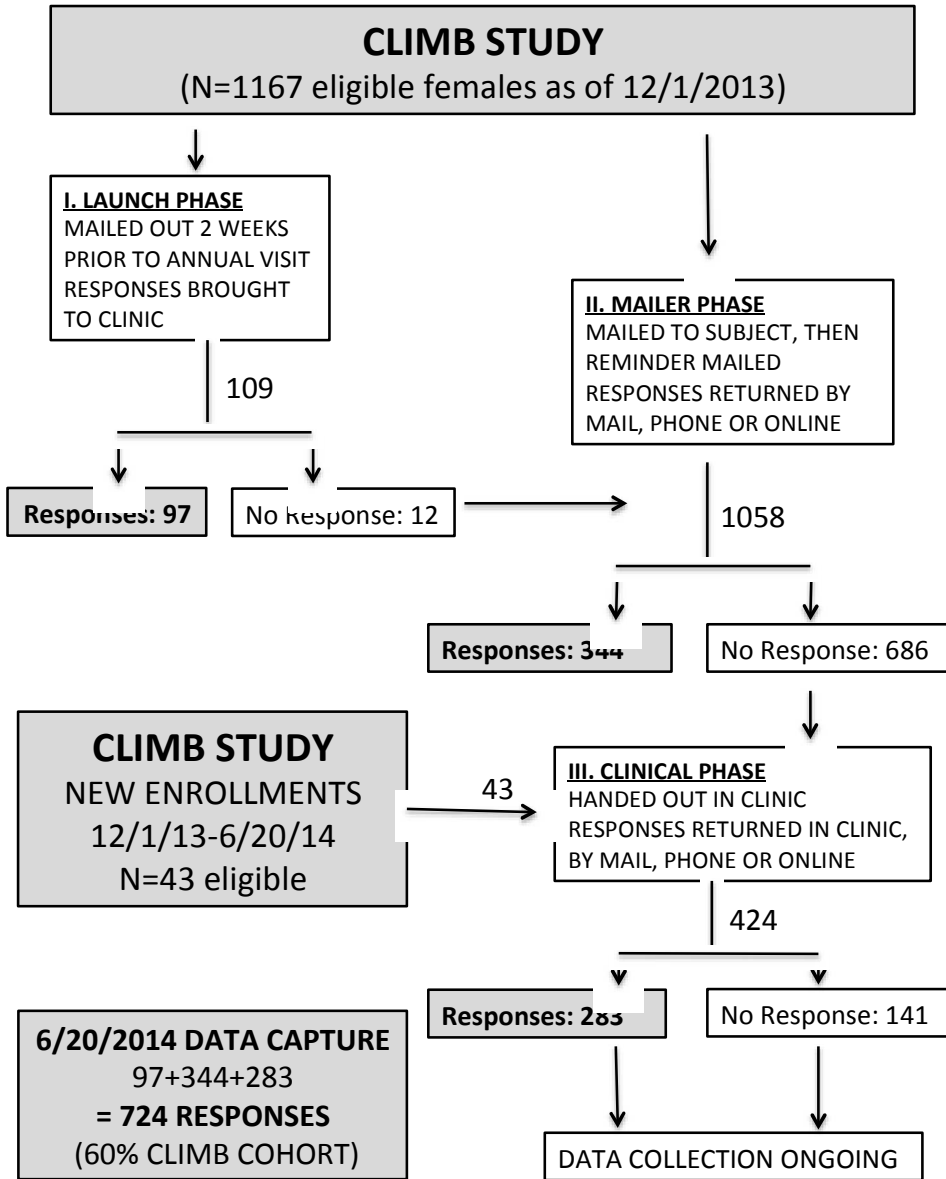 CLIMB STUDY
(N=1167 eligible females as of 12/1/2013)
I. LAUNCH PHASE
MAILED OUT 2 WEEKS
PRIOR TO ANNUAL VISIT
RESPONSES BROUGHT
TO CLINIC
109
Responses: 97
No Response: 12
II. MAILER PHASE
MAILED TO SUBJECT, THEN
REMINDER MAILED
RESPONSES RETURNED BY
MAIL, PHONE OR ONLINE
1058
Responses: 344
No Response: 686
CLIMB STUDY
NEW ENROLLMENTS
12/1/13-6/20/14
N=43 eligible
43
III. CLINICAL PHASE
HANDED OUT IN CLINIC
RESPONSES RETURNED IN CLINIC,
BY MAIL, PHONE OR ONLINE
424
Responses: 283
No Response: 141
6/20/2014 DATA CAPTURE
97+344+283
= 724 RESPONSES
(60% CLIMB COHORT)
DATA COLLECTION ONGOING